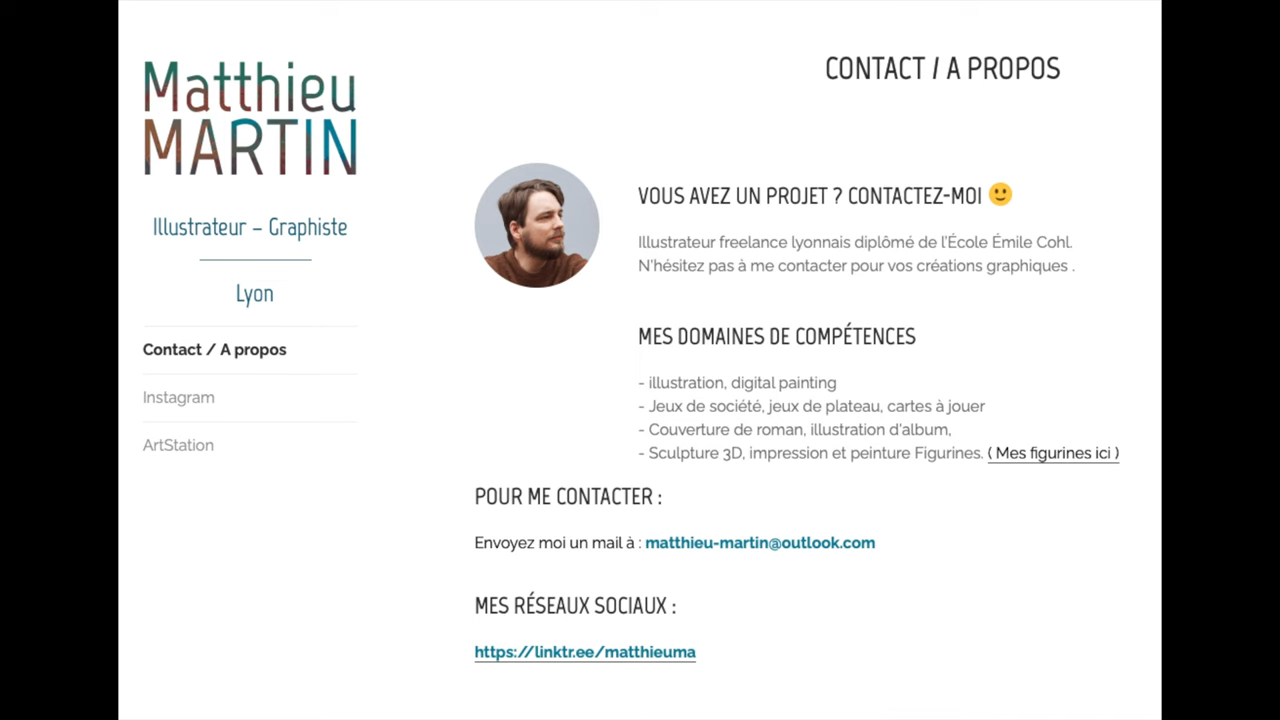 Matthieu
MARTIN
Illustrateur – Graphiste
Lyon
Contact / A propos
Instagram
ArtStation
CONTACT / A PROPOS
VOUS AVEZ UN PROJET ? CONTACTEZ-MOI 🙂
Illustrateur freelance lyonnais diplômé de l'École Émile Cohl.
N'hésitez pas à me contacter pour vos créations graphiques .
MES DOMAINES DE COMPÉTENCES
- illustration, digital painting
- Jeux de société, jeux de plateau, cartes à jouer
- Couverture de roman, illustration d'album,
- Sculpture 3D, impression et peinture Figurines. ( Mes figurines ici )
POUR ME CONTACTER :
Envoyez moi un mail à : matthieu-martin@outlook.com
MES RÉSEAUX SOCIAUX :
https://linktr.ee/matthieuma